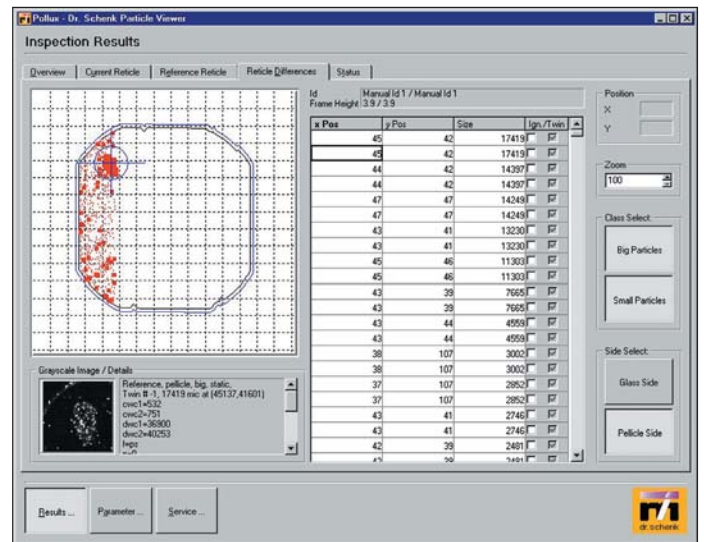 Pollux - Dr. Schenk Particle Viewer
Inspection Results
Overview Current Reticle Reference Reticle Reticle Differences Status
Id Manual Id 1 / Manual Id 1
Frame Height 3.9 / 3.9
x Pos y Pos Size Ign./Twin
45 42 17419
45 42 17419
44 42 14397
44 42 14397
47 47 14249
47 47 14249
43 41 13230
43 41 13230
45 46 11303
45 46 11303
43 39 7665
43 39 7665
43 44 4559
43 44 4559
38 107 3002
38 107 3002
37 107 2852
37 107 2852
43 41 2746
43 41 2746
42 39 2481
42 39 2481
Position
X
Y
Zoom
100
Class Select:
Big Particles
Small Particles
Side Select:
Glass Side
Pellicle Side
Grayscale Image / Details
Reference, pellicle, big, static,
Twin # -1, 17419 mic at (45137,41601)
cwc1=532
cwc2=751
dwc1=36900
dwc2=40253
l=ps
Results ... Parameter ... Service ...
dr.schenk